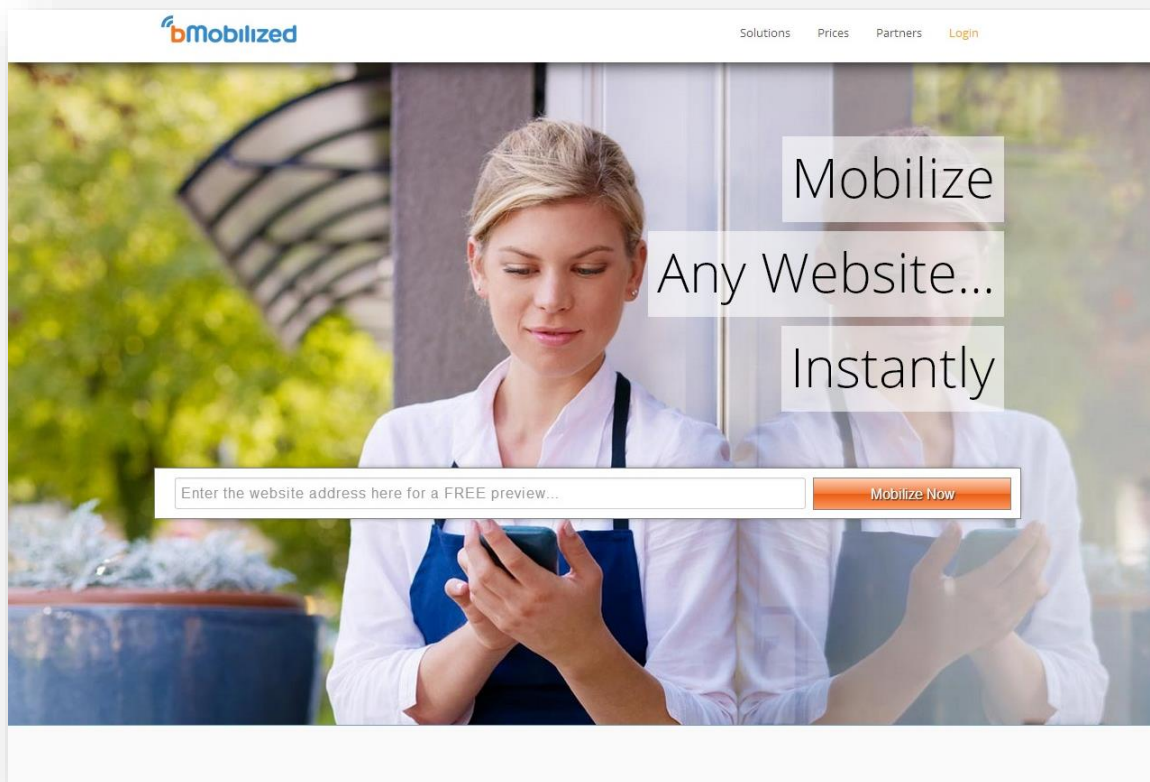 bMobilized
Solutions Prices Partners Login
Mobilize
Any Website...
Instantly
Enter the website address here for a FREE preview...
Mobilize Now